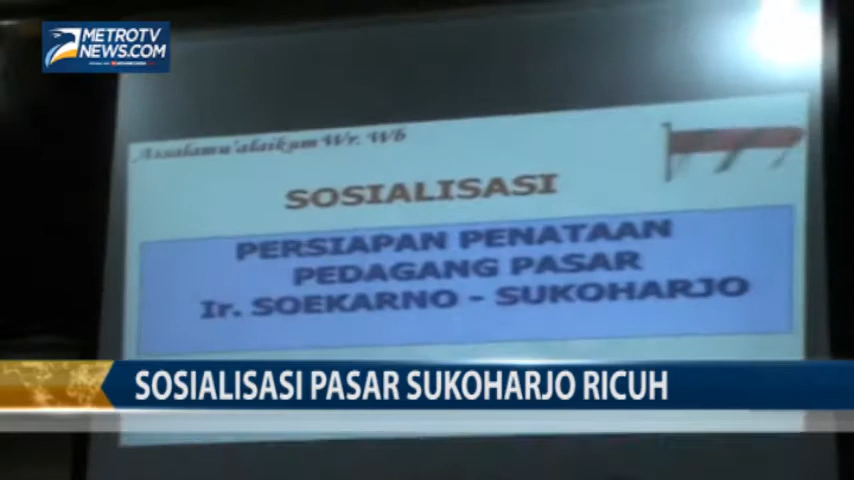 METROTV
NEWS.COM
Assalamu'alaikum Wr. Wb
SOSIALISASI
PERSIAPAN PENATAAN
PEDAGANG PASAR
Ir. SOEKARNO - SUKOHARJO
SOSIALISASI PASAR SUKOHARJO RICUH